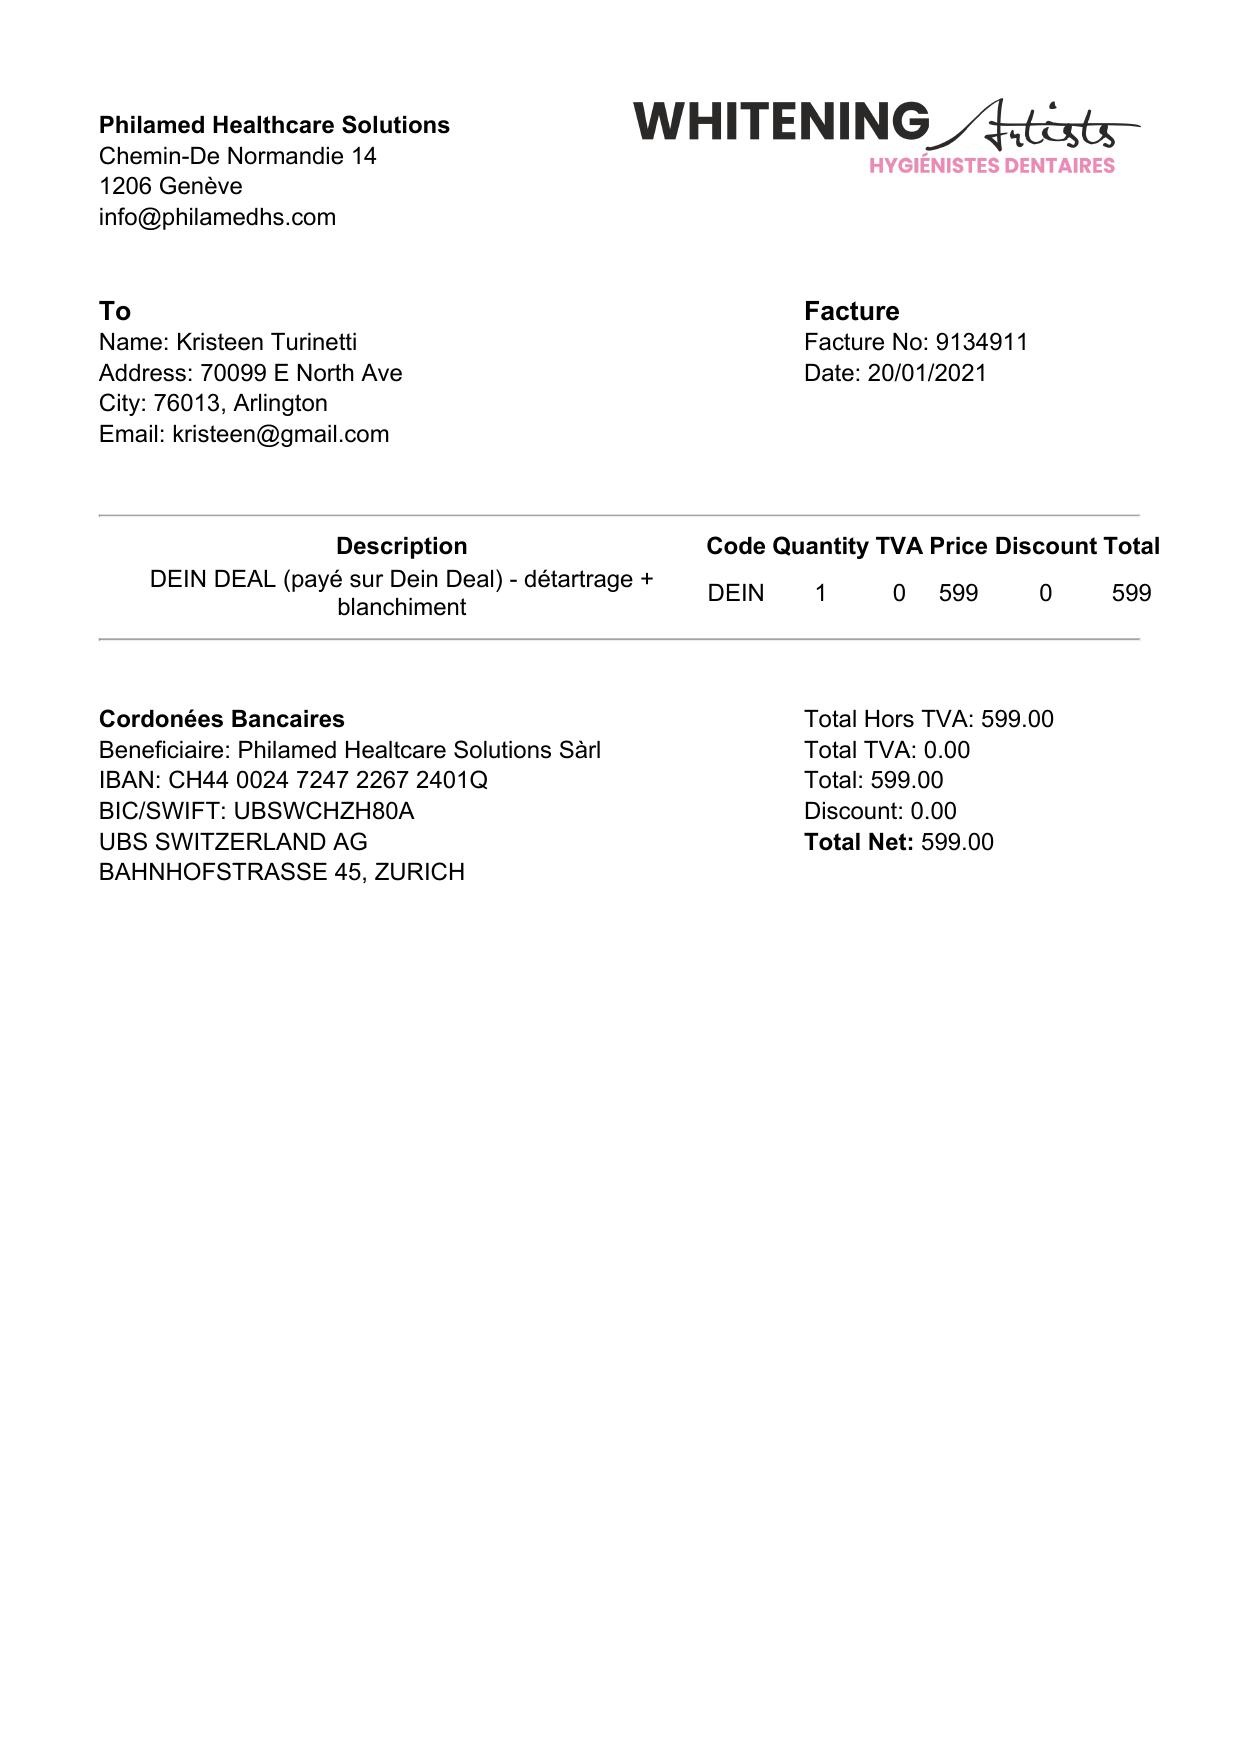 Philamed Healthcare Solutions
Chemin-De Normandie 14
1206 Genève
info@philamedhs.com
WHITENING Artists
HYGIÉNISTES DENTAIRES
To
Name: Kristeen Turinetti
Address: 70099 E North Ave
City: 76013, Arlington
Email: kristeen@gmail.com
Facture
Facture No: 9134911
Date: 20/01/2021
Description Code Quantity TVA Price Discount Total
DEIN DEAL (payé sur Dein Deal) - détartrage +
blanchiment
DEIN 1 0 599 0 599
Cordonées Bancaires
Beneficiaire: Philamed Healtcare Solutions Sàrl
IBAN: CH44 0024 7247 2267 2401Q
BIC/SWIFT: UBSWCHZH80A
UBS SWITZERLAND AG
BAHNHOFSTRASSE 45, ZURICH
Total Hors TVA: 599.00
Total TVA: 0.00
Total: 599.00
Discount: 0.00
Total Net: 599.00